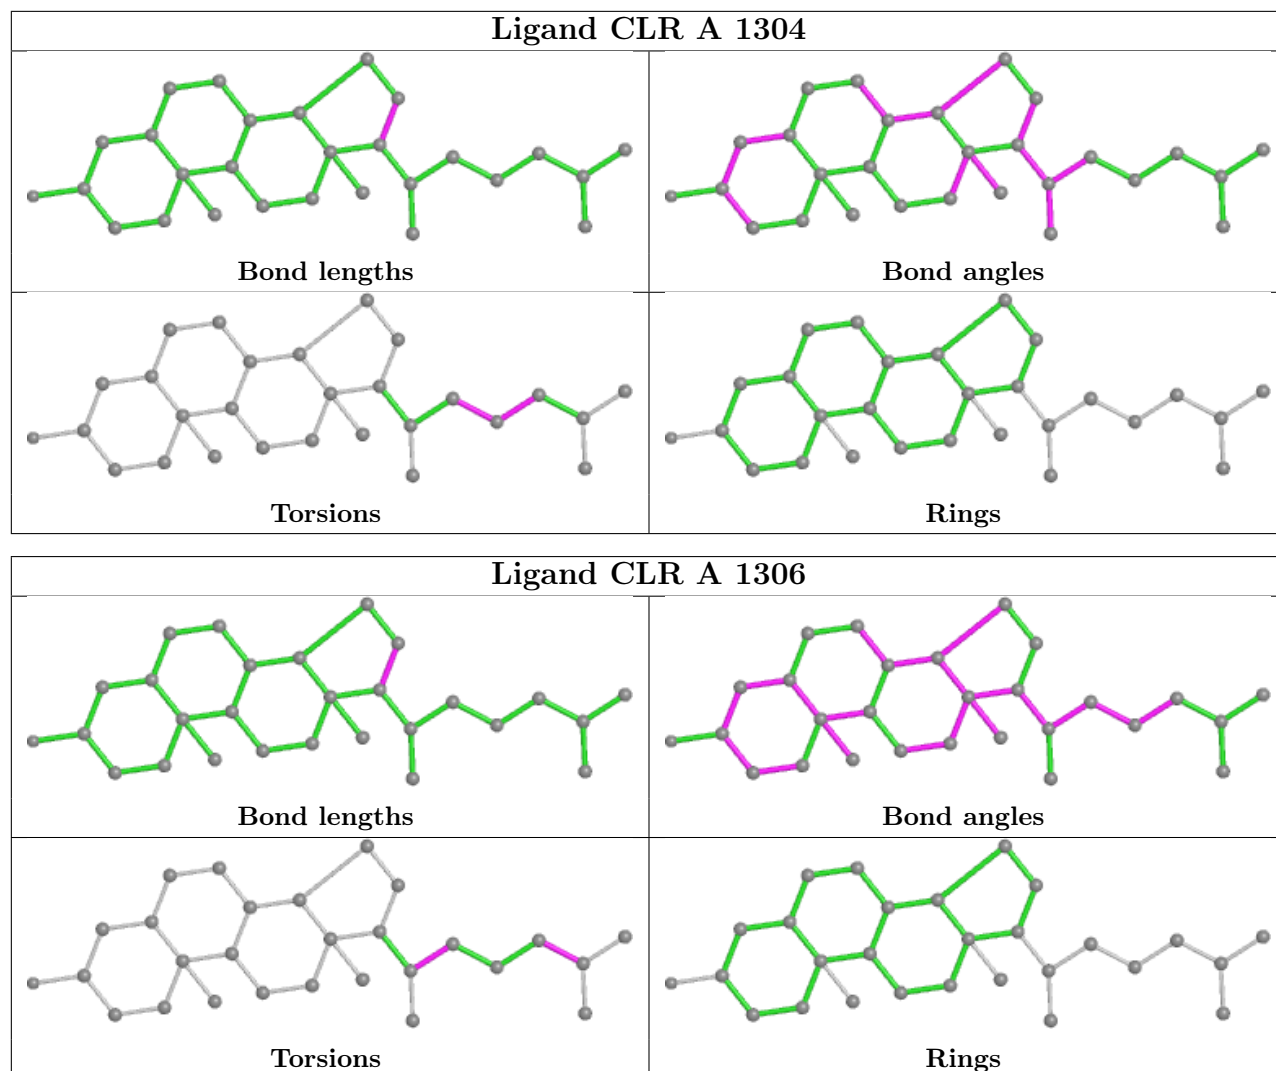 Ligand CLR A 1304
Bond lengths
Bond angles
Torsions
Rings
Ligand CLR A 1306
Bond lengths
Bond angles
Torsions
Rings